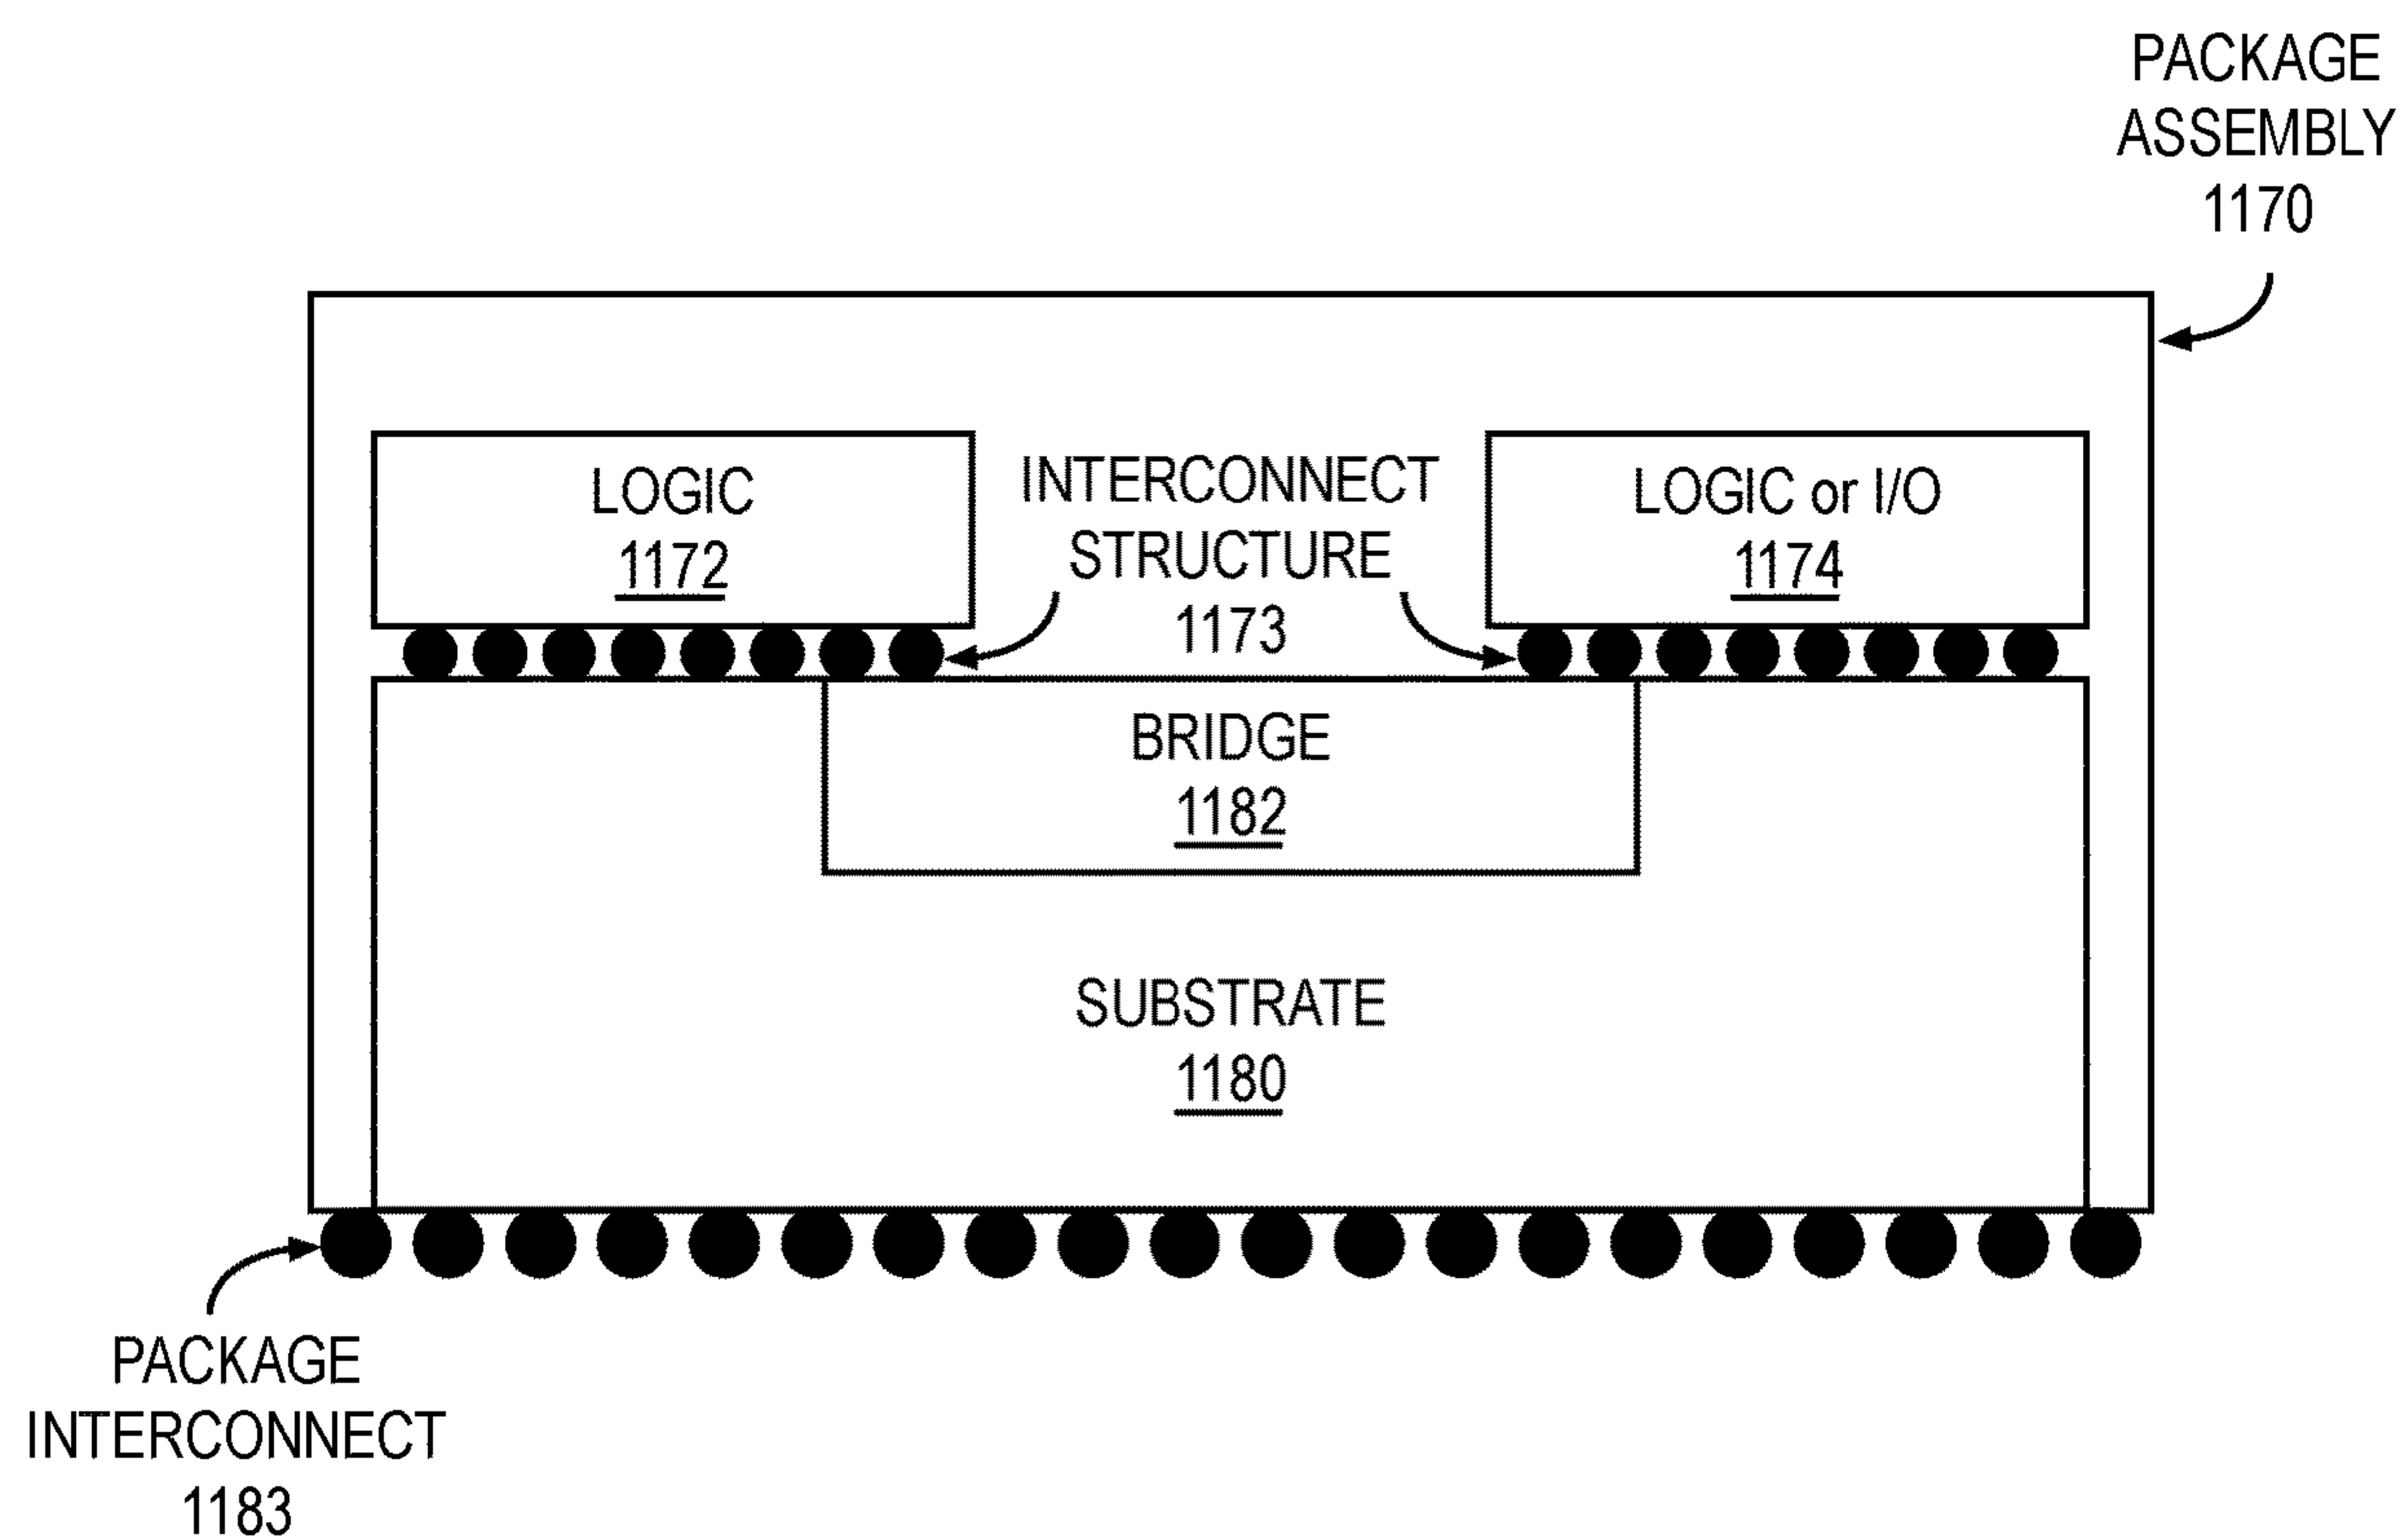 PACKAGE
ASSEMBLY
1170
LOGIC
1172
INTERCONNECT
STRUCTURE
1173
LOGIC or I/O
1174
BRIDGE
1182
SUBSTRATE
1180
PACKAGE
INTERCONNECT
1183